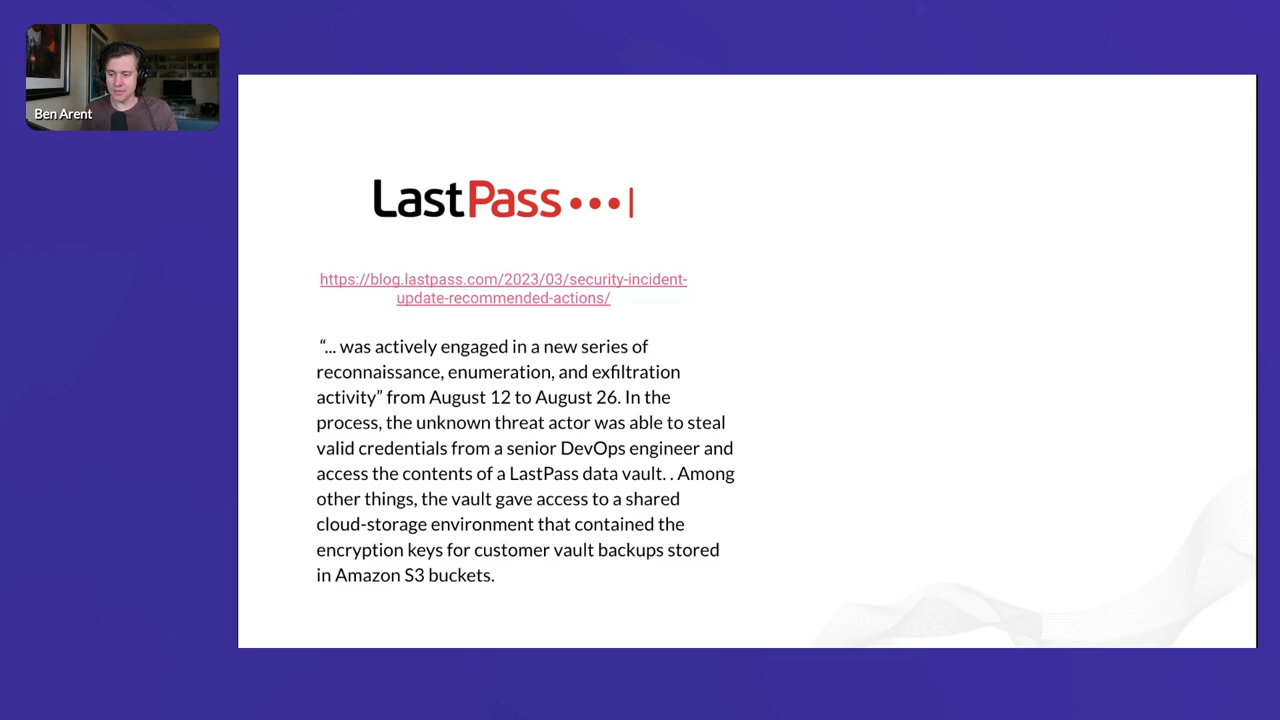 Ben Arent
LastPass •••|
https://blog.lastpass.com/2023/03/security-incident-
update-recommended-actions/
“... was actively engaged in a new series of
reconnaissance, enumeration, and exfiltration
activity” from August 12 to August 26. In the
process, the unknown threat actor was able to steal
valid credentials from a senior DevOps engineer and
access the contents of a LastPass data vault. . Among
other things, the vault gave access to a shared
cloud-storage environment that contained the
encryption keys for customer vault backups stored
in Amazon S3 buckets.